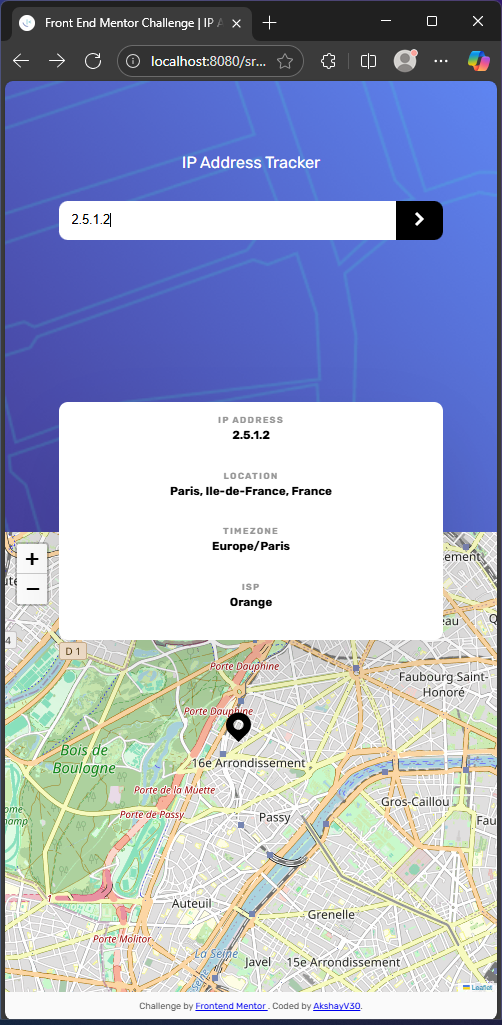 Front End Mentor Challenge | IP A
localhost:8080/sr...
IP Address Tracker
2.5.1.2
IP ADDRESS
2.5.1.2
LOCATION
Paris, Ile-de-France, France
TIMEZONE
Europe/Paris
ISP
Orange
+
−
D 1
Porte Dauphine
Faubourg Saint-
Honoré
Porte Dauphine
Bois de
Boulogne
16e Arrondissement
Porte de la Muette
Gros-Caillou
Porte de Passy
Passy
Auteuil
Grenelle
Porte Molitor
La Seine
Javel
15e Arrondissement
Leaflet
Challenge by Frontend Mentor . Coded by AkshayV30.